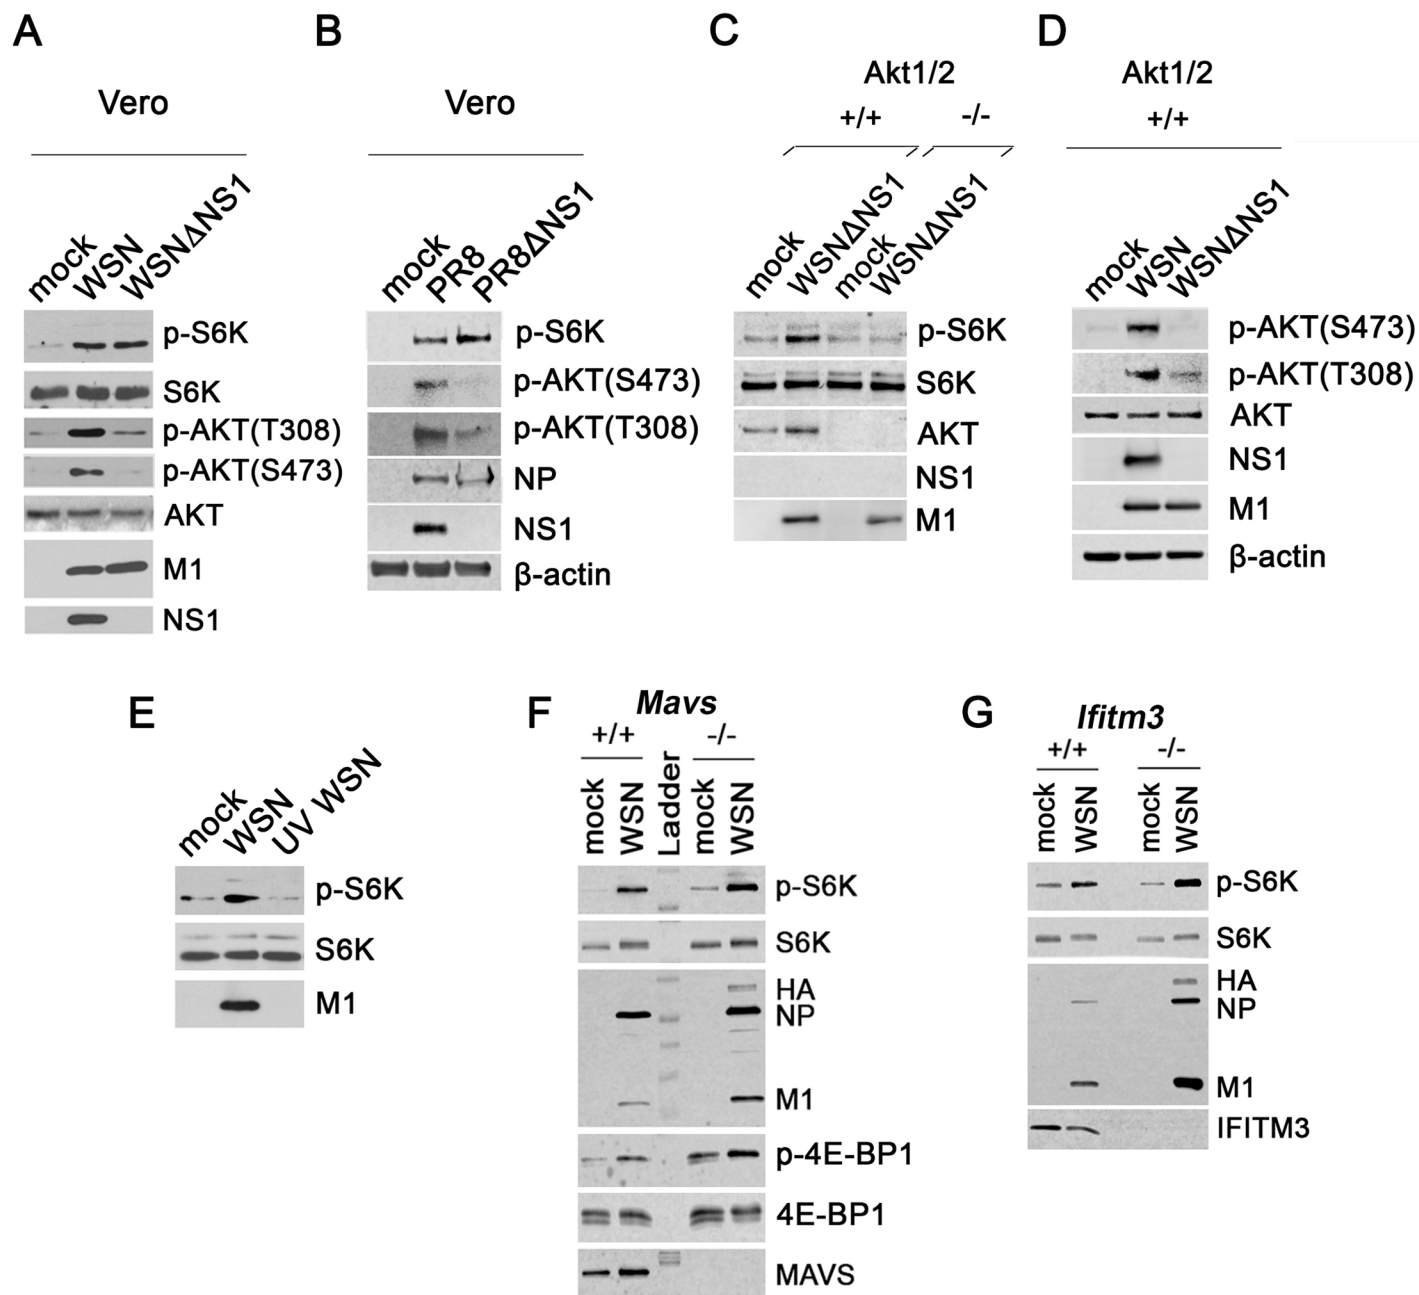 A
Vero
mock
WSN
WSNΔNS1
p-S6K
S6K
p-AKT(T308)
p-AKT(S473)
AKT
M1
NS1
B
Vero
mock
PR8
PR8ΔNS1
p-S6K
p-AKT(S473)
p-AKT(T308)
NP
NS1
β-actin
C
Akt1/2
+/+ -/-
mock
WSNΔNS1
mock
WSNΔNS1
p-S6K
S6K
AKT
NS1
M1
D
Akt1/2
+/+
mock
WSN
WSNΔNS1
p-AKT(S473)
p-AKT(T308)
AKT
NS1
M1
β-actin
E
mock
WSN
UV WSN
p-S6K
S6K
M1
F
Mavs
+/+ -/-
mock
WSN
Ladder
mock
WSN
p-S6K
S6K
HA
NP
M1
p-4E-BP1
4E-BP1
MAVS
G
Ifitm3
+/+ -/-
mock
WSN
mock
WSN
p-S6K
S6K
HA
NP
M1
IFITM3